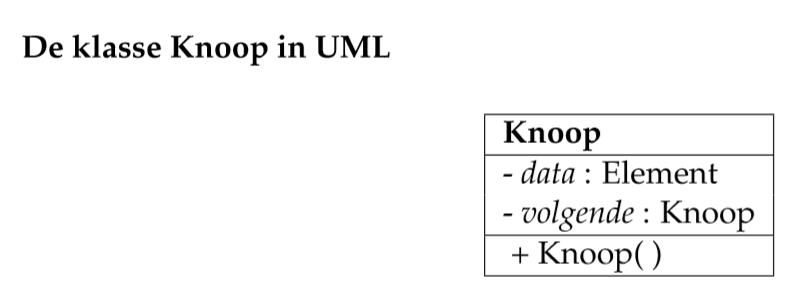 De klasse Knoop in UML
Knoop
- data : Element
- volgende : Knoop
+ Knoop( )